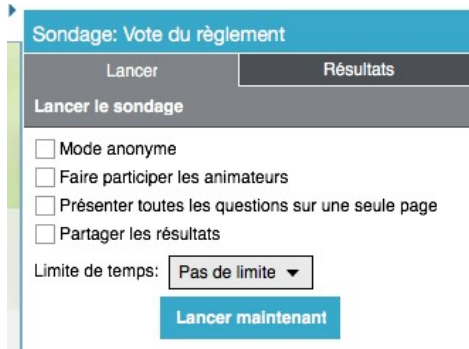 Sondage: Vote du règlement
Lancer Résultats
Lancer le sondage
Mode anonyme
Faire participer les animateurs
Présenter toutes les questions sur une seule page
Partager les résultats
Limite de temps: Pas de limite
Lancer maintenant